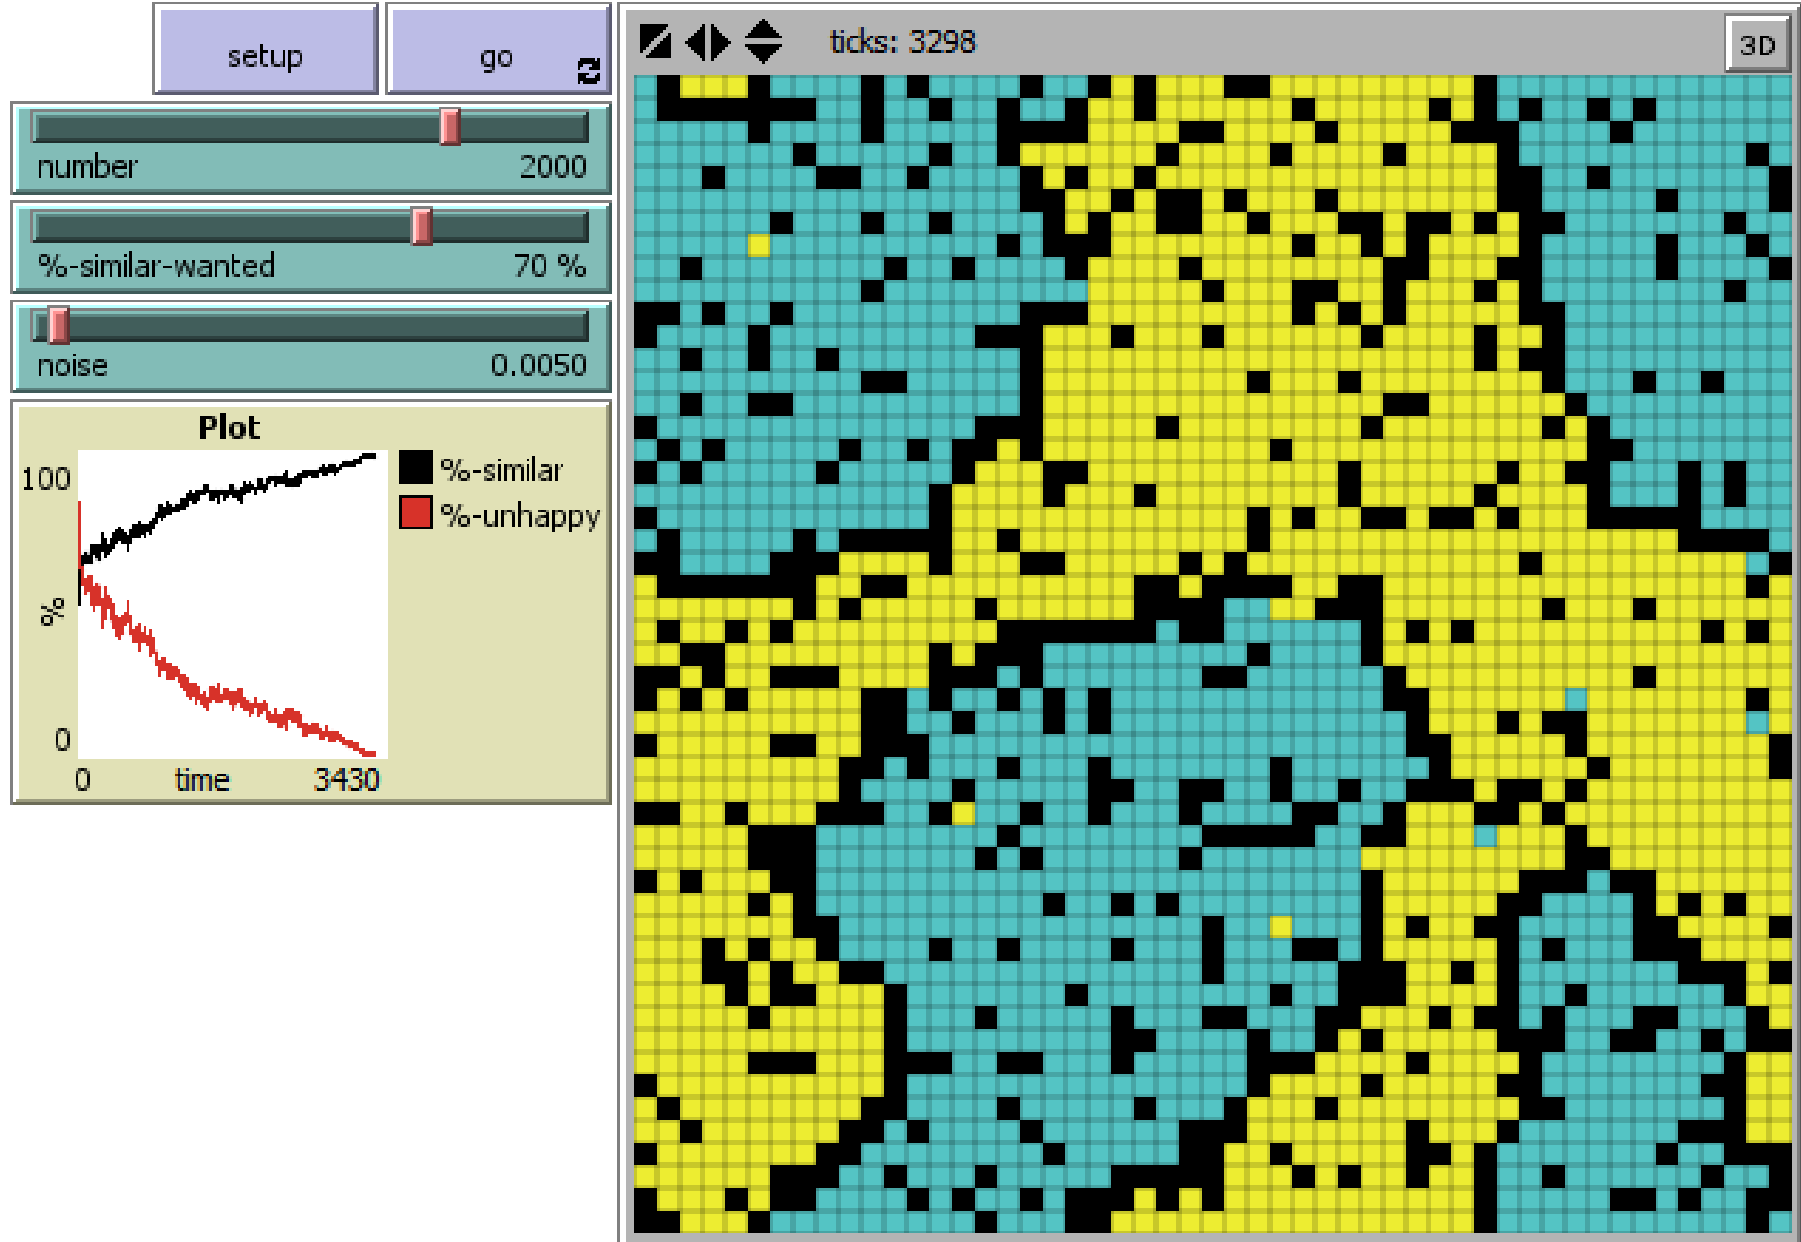 setup
go
ticks: 3298
3D
number 2000
%-similar-wanted 70 %
noise 0.0050
Plot
100
%
0
0 time 3430
%-similar
%-unhappy